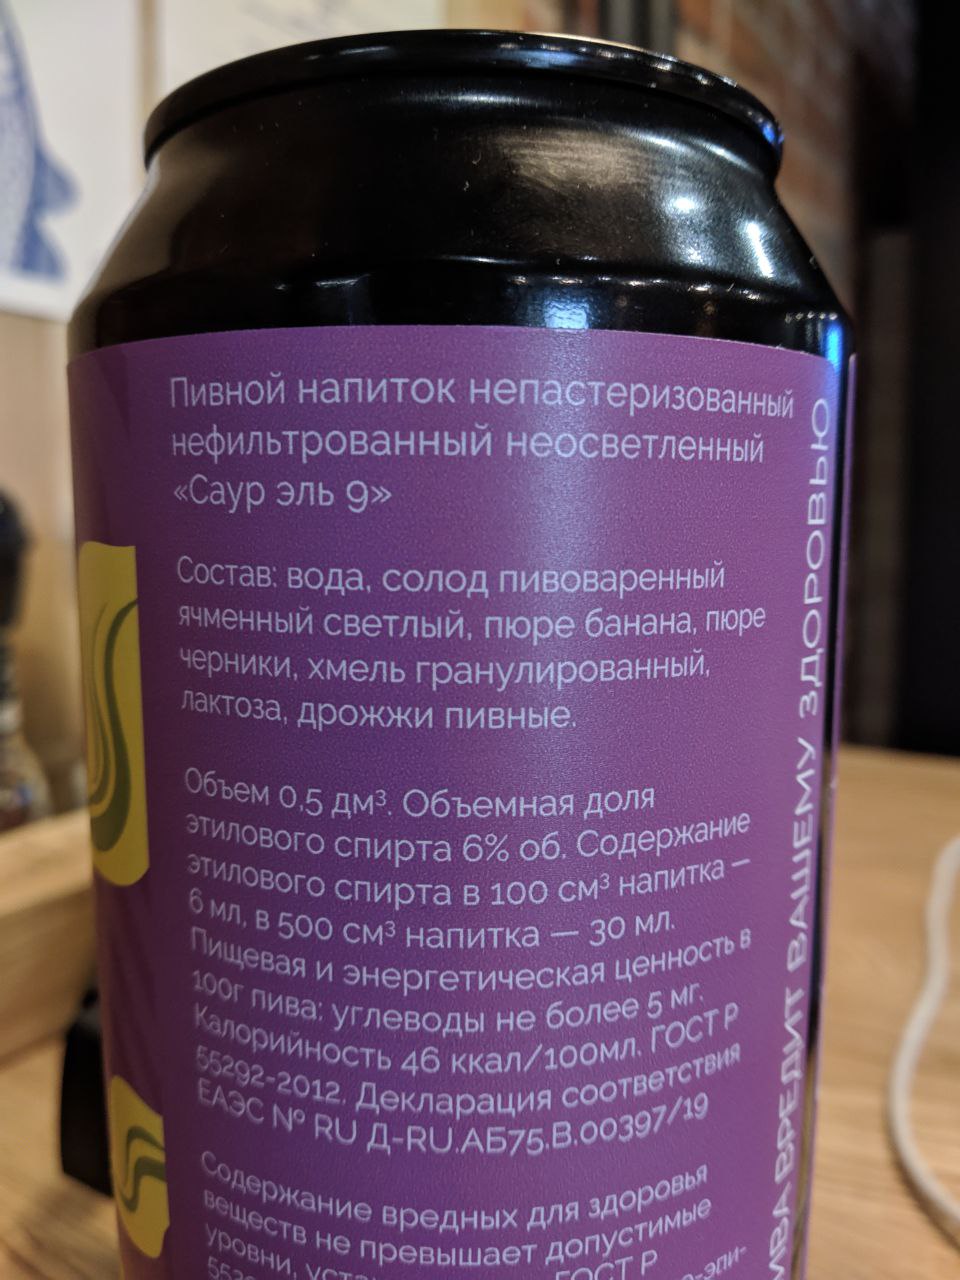 Пивной напиток непастеризованный
нефильтрованный неосветленный
«Саур эль 9»
Состав: вода, солод пивоваренный
ячменный светлый, пюре банана, пюре
черники, хмель гранулированный,
лактоза, дрожжи пивные.
Объем 0,5 дм³. Объемная доля
этилового спирта 6% об. Содержание
этилового спирта в 100 см³ напитка —
6 мл, в 500 см³ напитка — 30 мл.
Пищевая и энергетическая ценность в
100г пива: углеводы не более 5 мг.
Калорийность 46 ккал/100мл. ГОСТ Р
55292-2012. Декларация соответствия
ЕАЭС № RU Д-RU.АБ75.В.00397/19
Содержание вредных для здоровья
веществ не превышает допустимые
уровни, ГОСТ Р
ВРЕДИТ ВАШЕМУ ЗДОРОВЬЮ